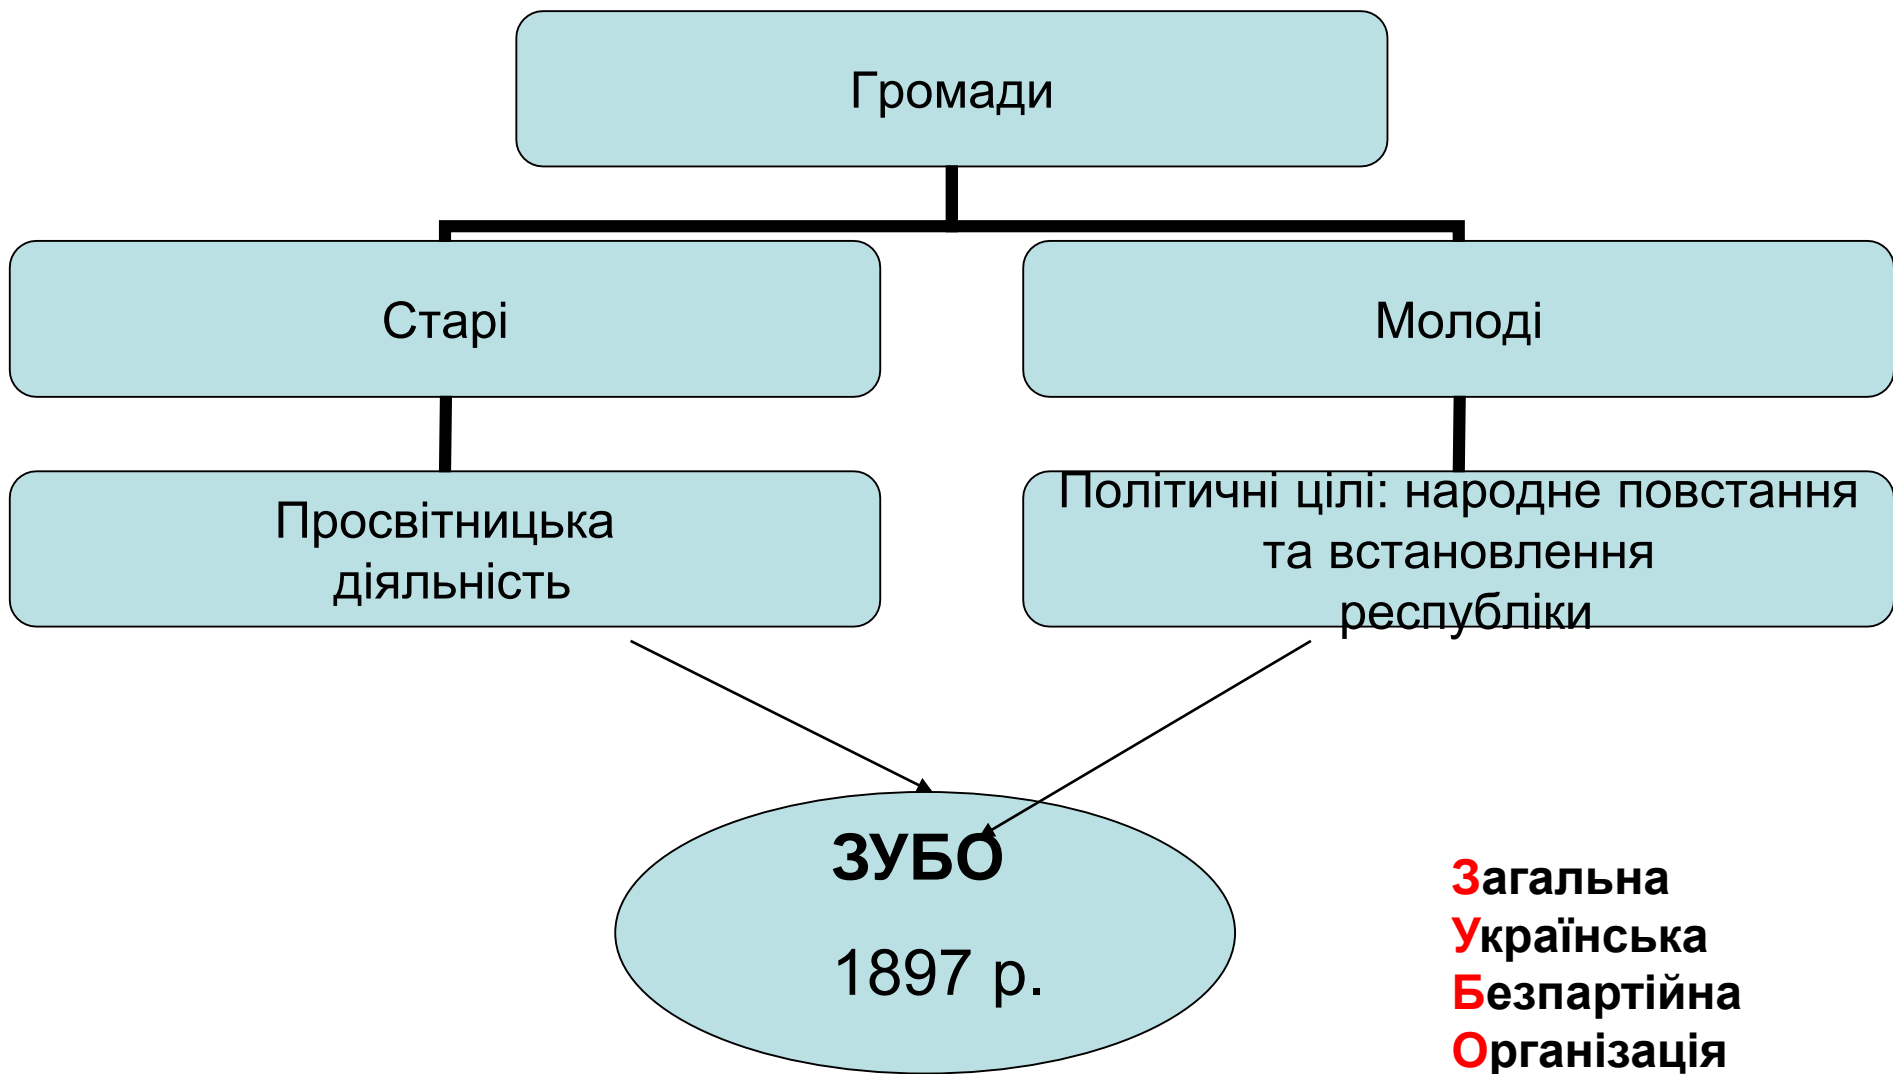 Громади
Старі
Молоді
Просвітницька
діяльність
Політичні цілі: народне повстання
та встановлення
республіки
ЗУБО
1897 р.
Загальна
Українська
Безпартійна
Організація